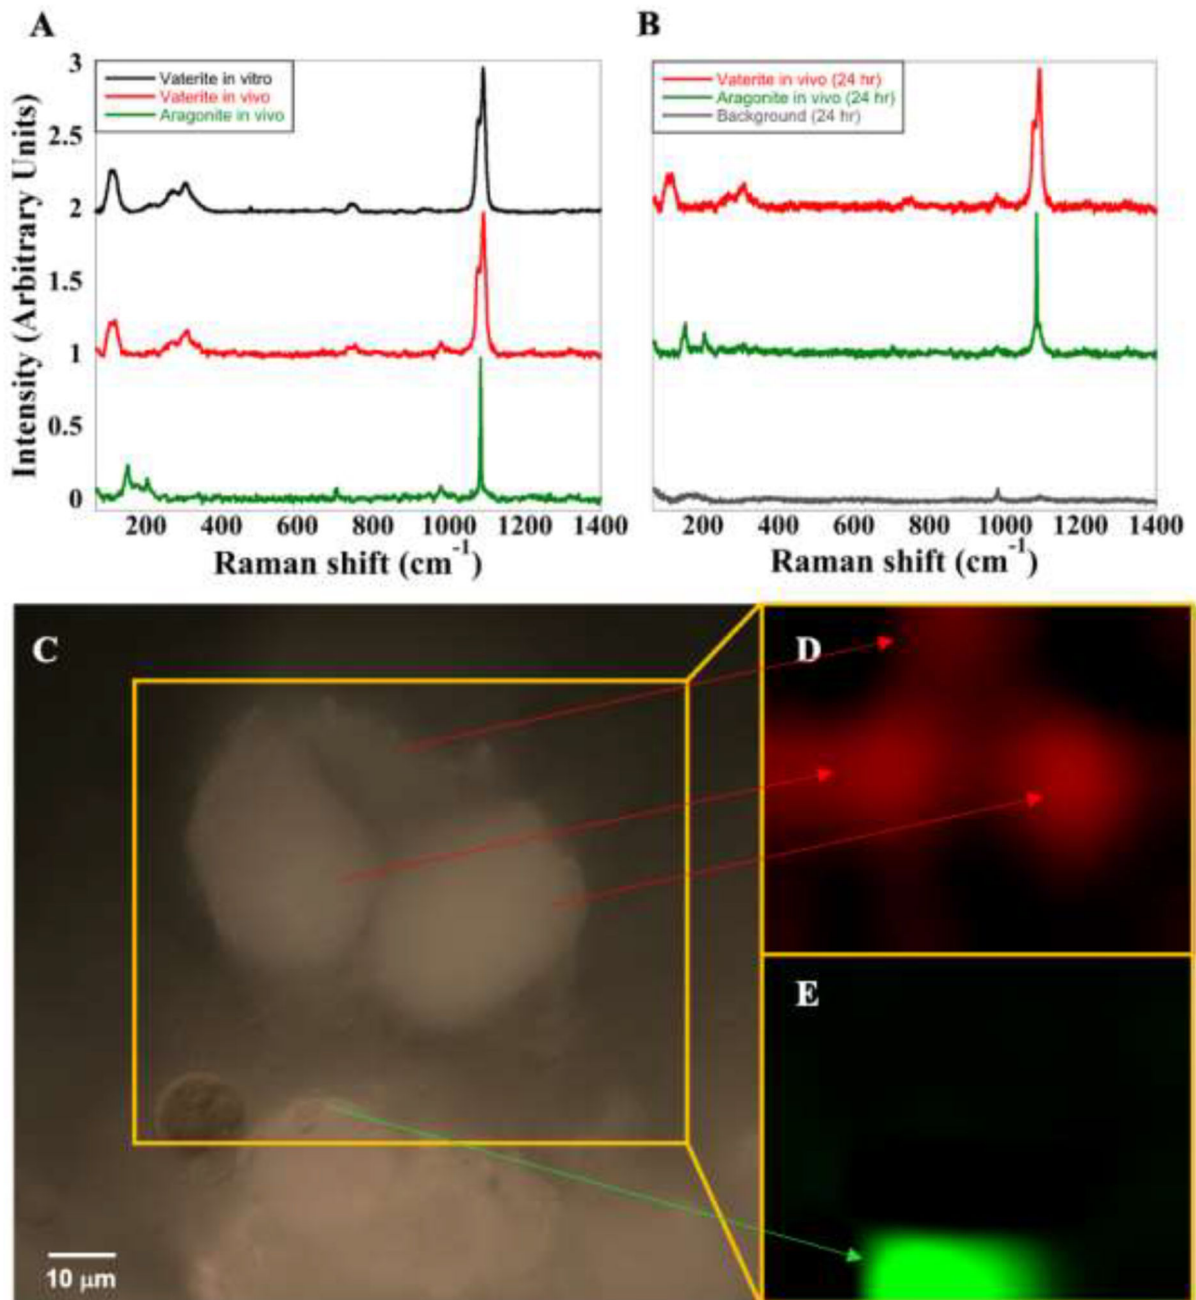 A
B
3
2.5
2
1.5
1
0.5
0
Intensity (Arbitrary Units)
Vaterite in vitro
Vaterite in vivo
Aragonite in vivo
200 400 600 800 1000 1200 1400
Raman shift (cm⁻¹)
Vaterite in vivo (24 hr)
Aragonite in vivo (24 hr)
Background (24 hr)
200 400 600 800 1000 1200 1400
Raman shift (cm⁻¹)
C
D
E
10 μm